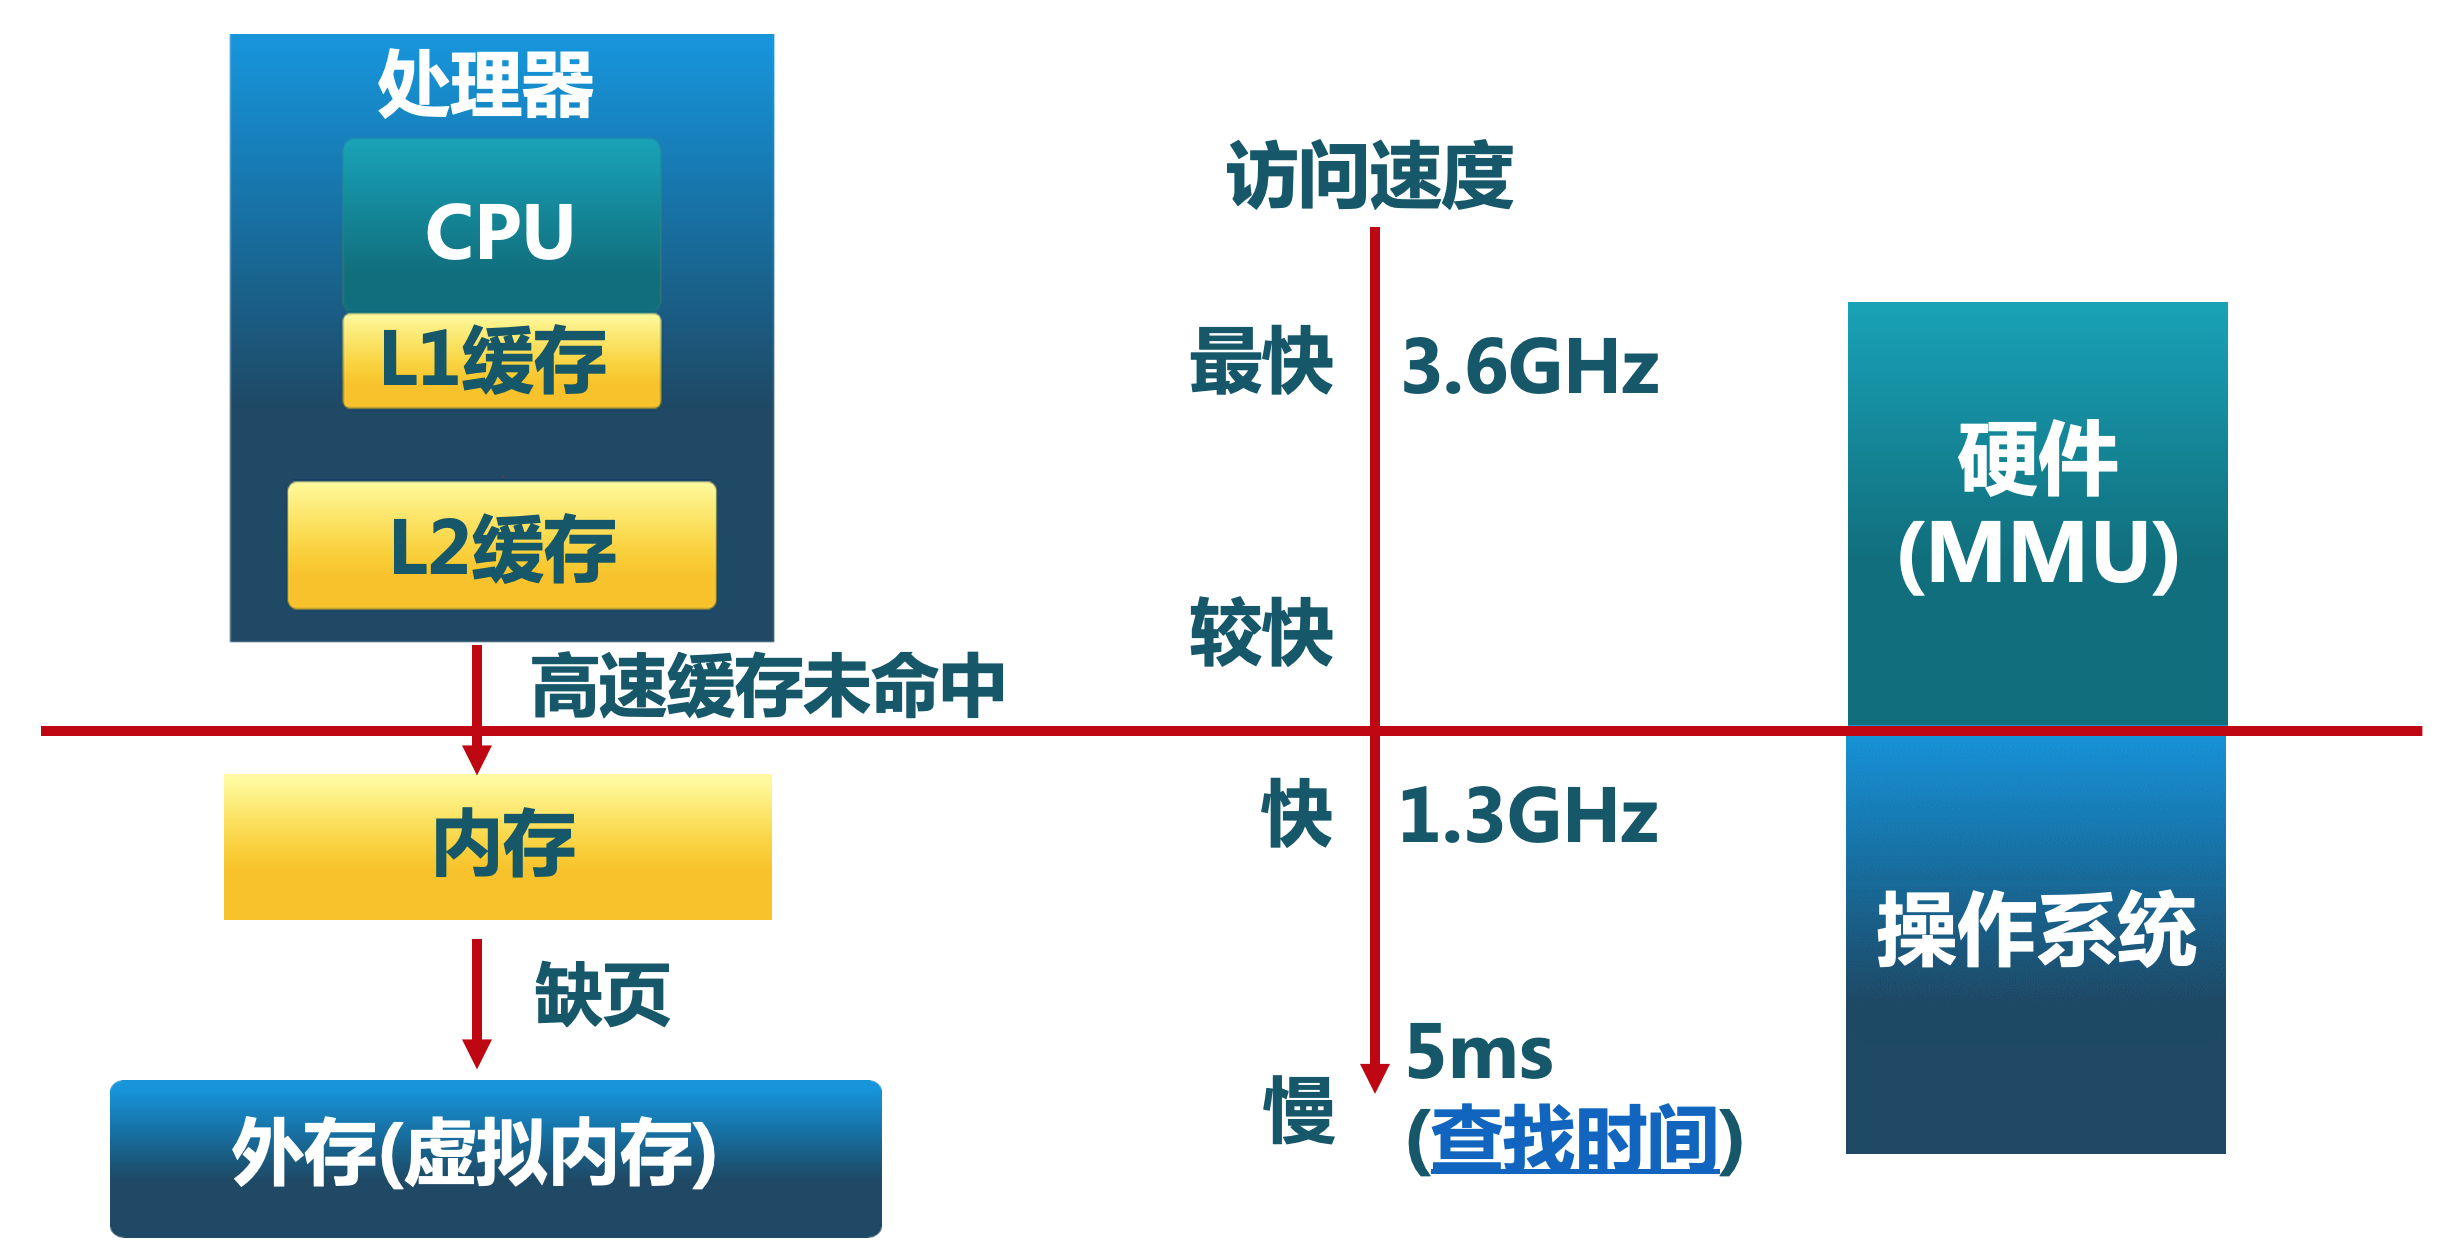 处理器
CPU
L1缓存
L2缓存
高速缓存未命中
内存
缺页
外存(虚拟内存)
访问速度
最快
3.6GHz
较快
快
1.3GHz
慢
5ms
(查找时间)
硬件
(MMU)
操作系统